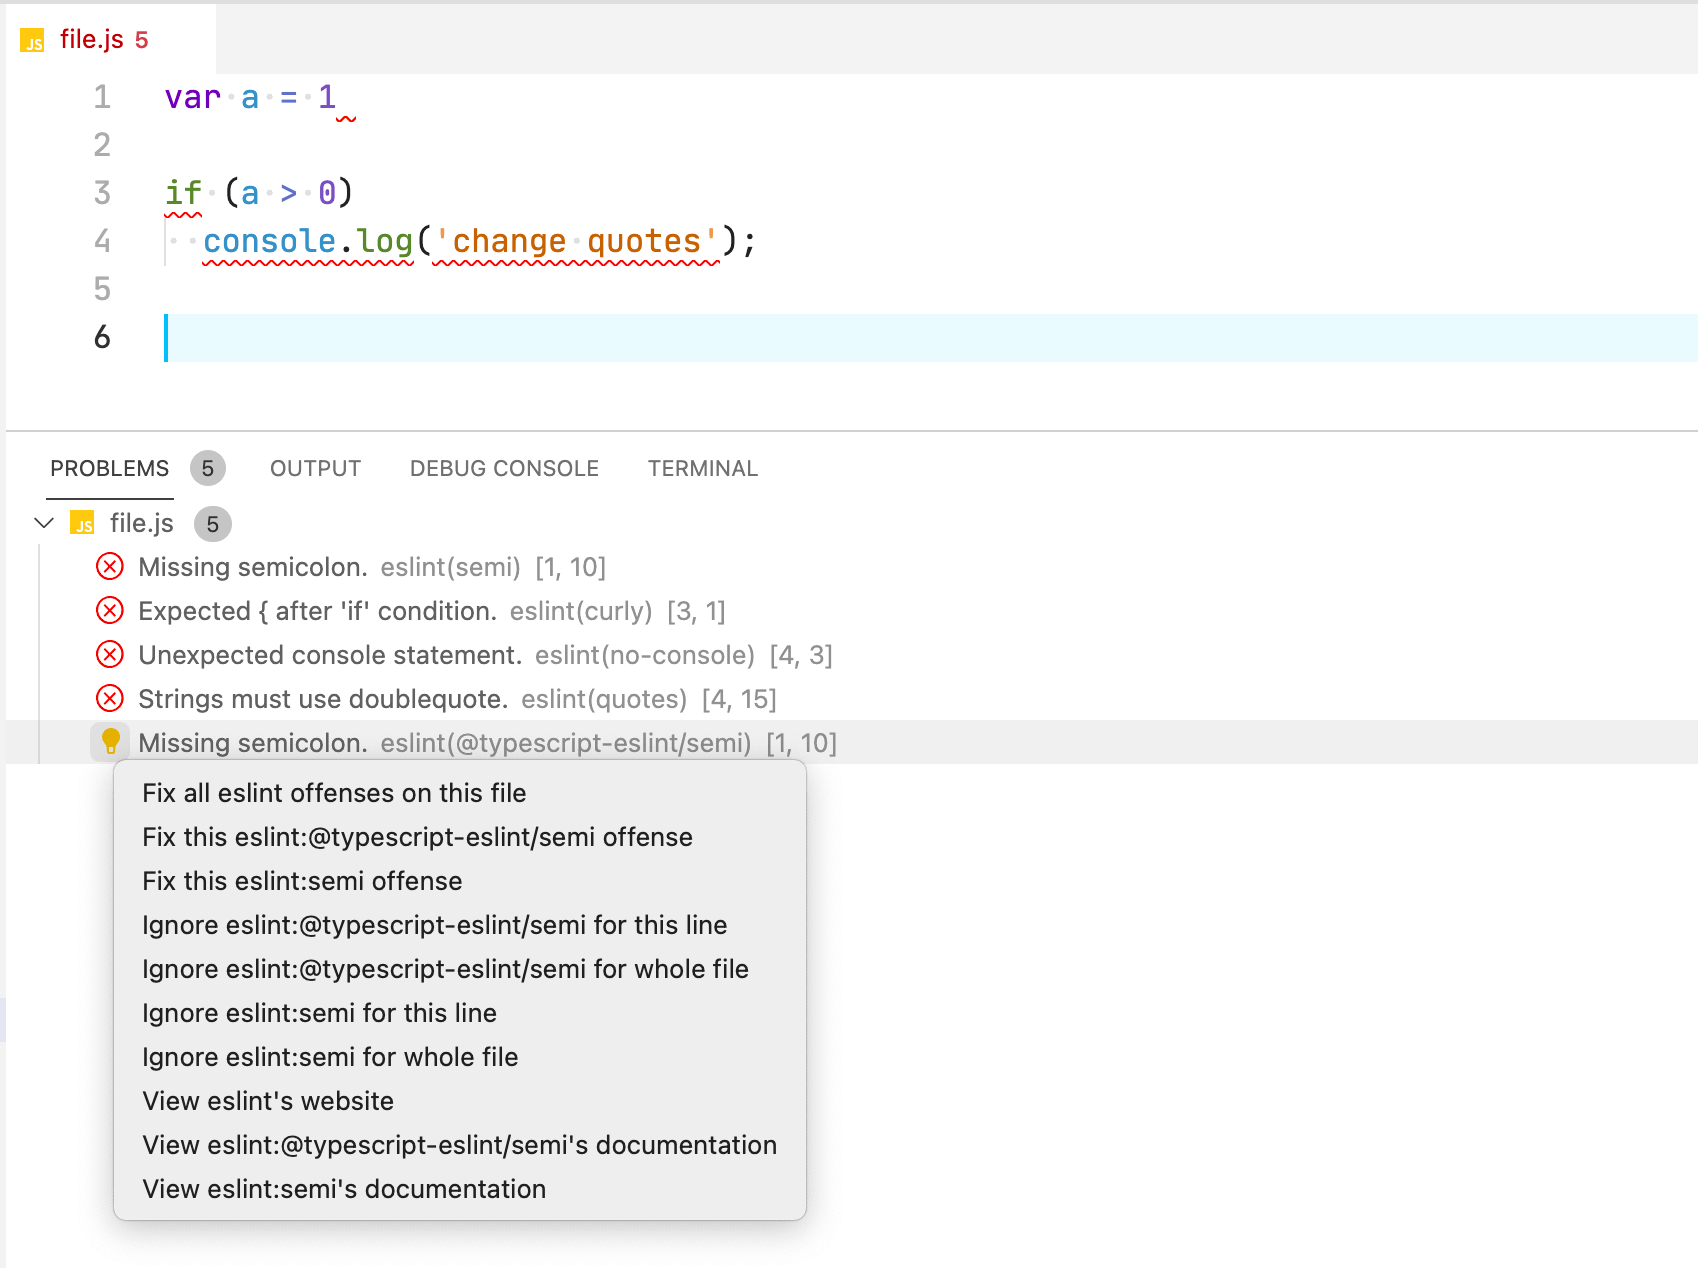 JS file.js 5
1 var a = 1
2
3 if (a > 0)
4 console.log('change quotes');
5
6
PROBLEMS 5 OUTPUT DEBUG CONSOLE TERMINAL
JS file.js 5
Missing semicolon. eslint(semi) [1, 10]
Expected { after 'if' condition. eslint(curly) [3, 1]
Unexpected console statement. eslint(no-console) [4, 3]
Strings must use doublequote. eslint(quotes) [4, 15]
Missing semicolon. eslint(@typescript-eslint/semi) [1, 10]
Fix all eslint offenses on this file
Fix this eslint:@typescript-eslint/semi offense
Fix this eslint:semi offense
Ignore eslint:@typescript-eslint/semi for this line
Ignore eslint:@typescript-eslint/semi for whole file
Ignore eslint:semi for this line
Ignore eslint:semi for whole file
View eslint's website
View eslint:@typescript-eslint/semi's documentation
View eslint:semi's documentation